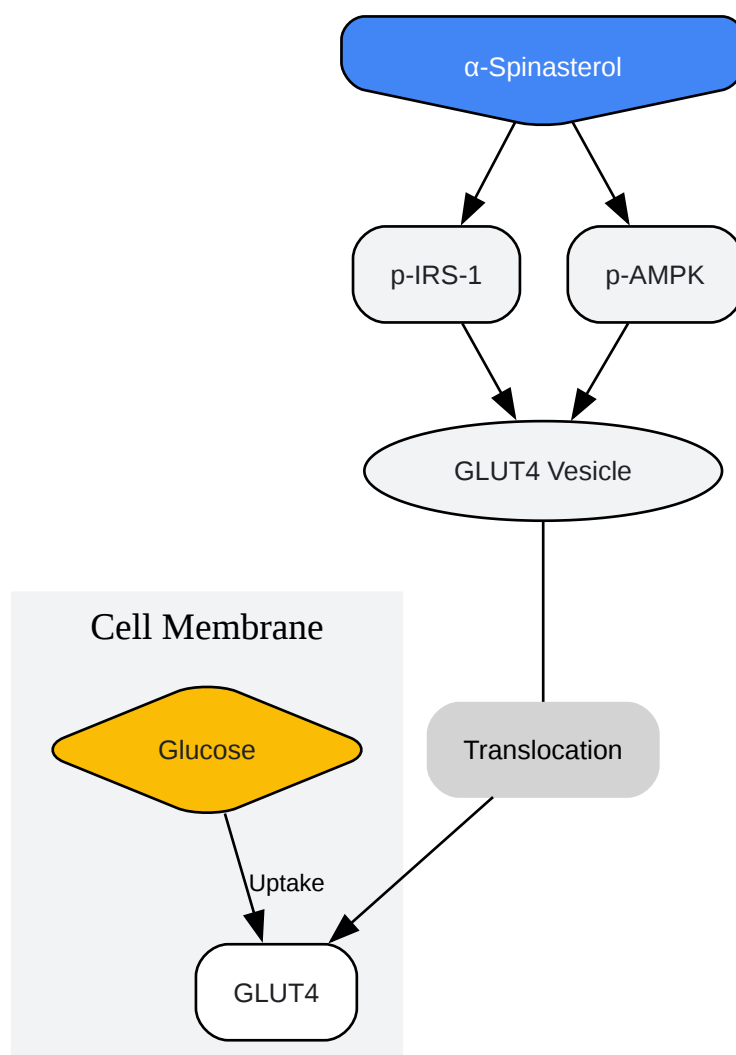 α-Spinasterol
p-IRS-1
p-AMPK
GLUT4 Vesicle
Cell Membrane
Glucose
Translocation
Uptake
GLUT4